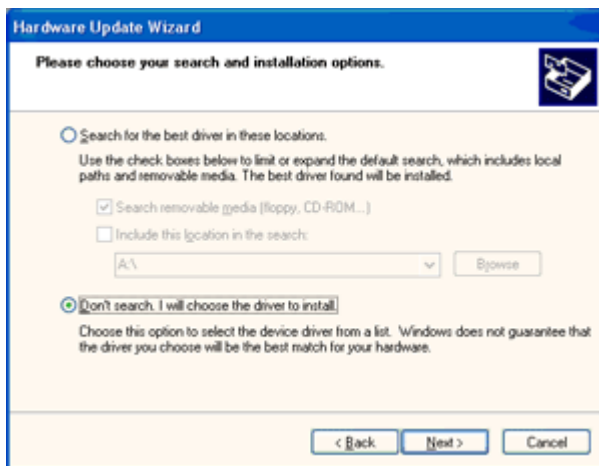 Hardware Update Wizard
Please choose your search and installation options.
Search for the best driver in these locations.
Use the check boxes below to limit or expand the default search, which includes local
paths and removable media. The best driver found will be installed.
Search removable media (floppy, CD-ROM...)
Include this location in the search:
A:\
Browse
Don't search. I will choose the driver to install.
Choose this option to select the device driver from a list. Windows does not guarantee that
the driver you choose will be the best match for your hardware.
< Back Next > Cancel